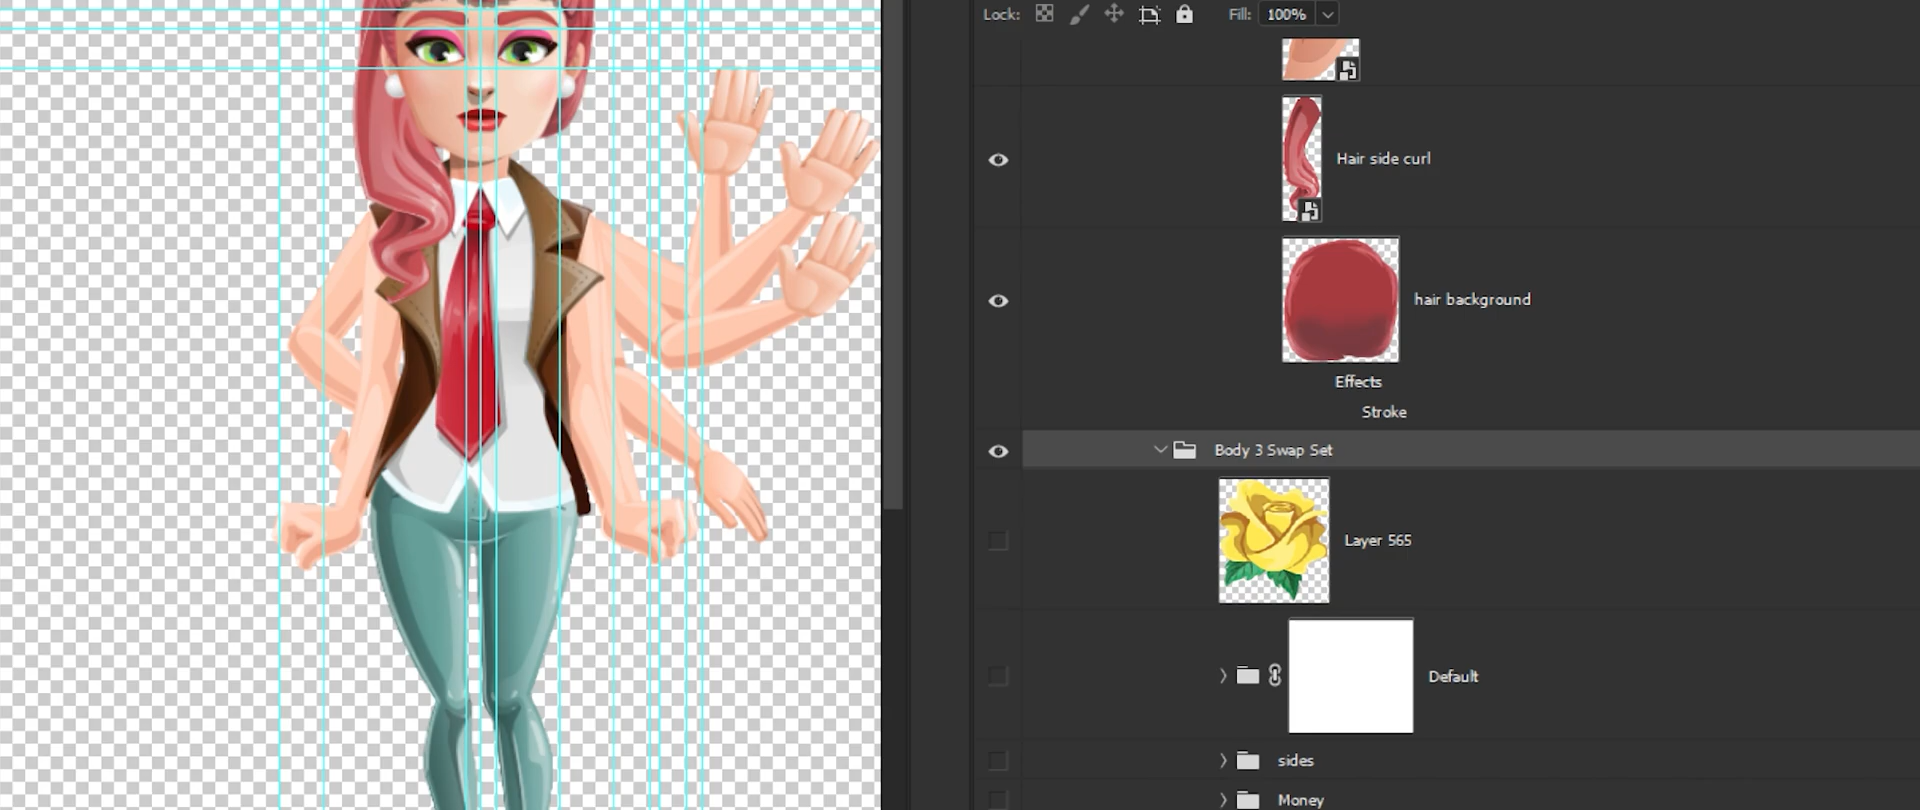 Lock: Fill: 100%
Hair side curl
hair background
Effects
Stroke
Body 3 Swap Set
Layer 565
Default
sides
Money